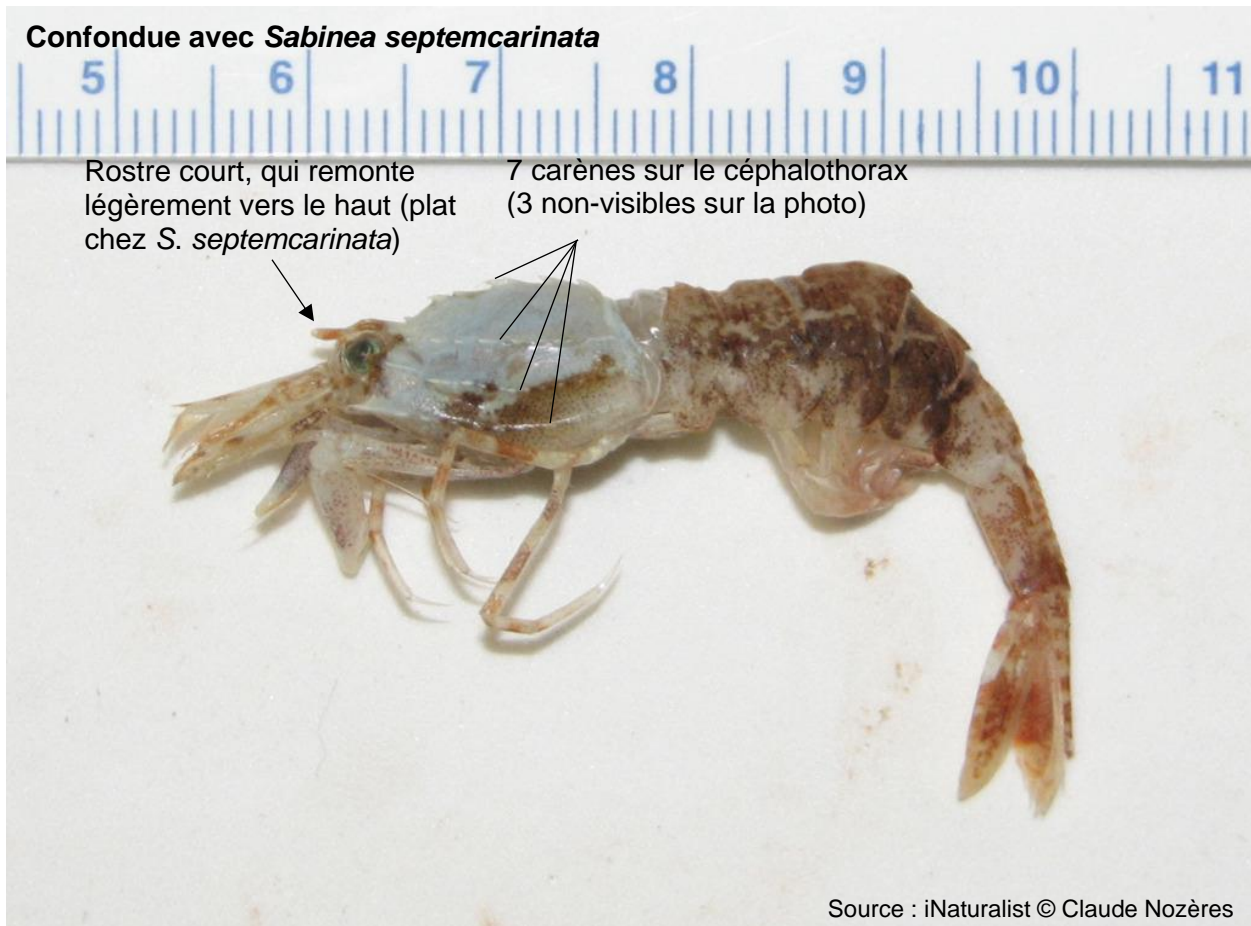 Confondue avec Sabinea septemcarinata
5 6 7 8 9 10 11
Rostre court, qui remonte
légèrement vers le haut (plat
chez S. septemcarinata)
7 carènes sur le céphalothorax
(3 non-visibles sur la photo)
Source : iNaturalist © Claude Nozères